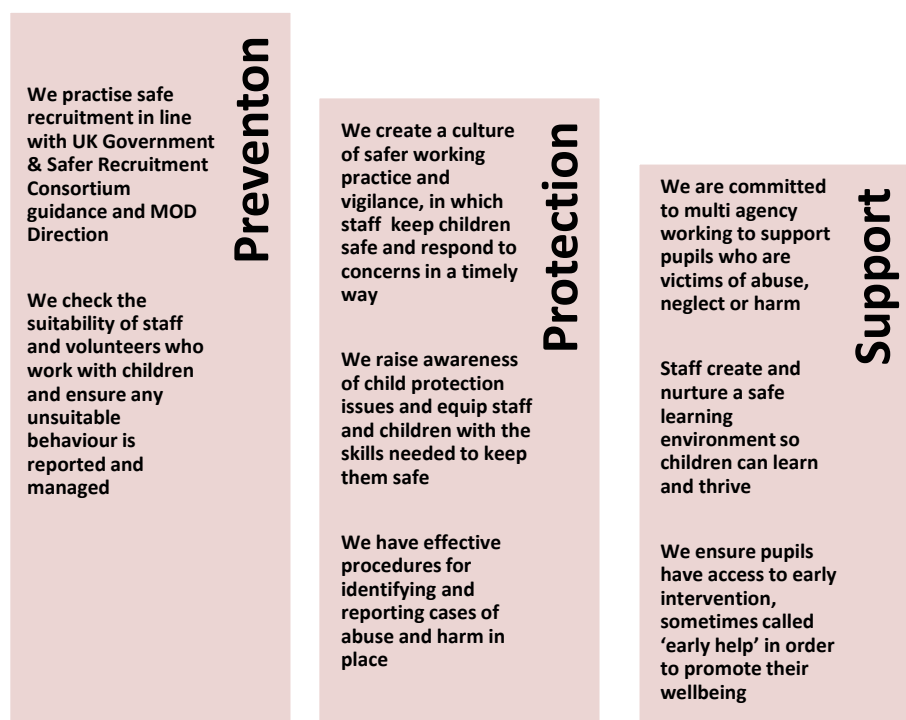 Preventon
We practise safe
recruitment in line
with UK Government
& Safer Recruitment
Consortium
guidance and MOD
Direction
We check the
suitability of staff
and volunteers who
work with children
and ensure any
unsuitable
behaviour is
reported and
managed
Protection
We create a culture
of safer working
practice and
vigilance, in which
staff keep children
safe and respond to
concerns in a timely
way
We raise awareness
of child protection
issues and equip staff
and children with the
skills needed to keep
them safe
We have effective
procedures for
identifying and
reporting cases of
abuse and harm in
place
Support
We are committed
to multi agency
working to support
pupils who are
victims of abuse,
neglect or harm
Staff create and
nurture a safe
learning
environment so
children can learn
and thrive
We ensure pupils
have access to early
intervention,
sometimes called
‘early help’ in order
to promote their
wellbeing